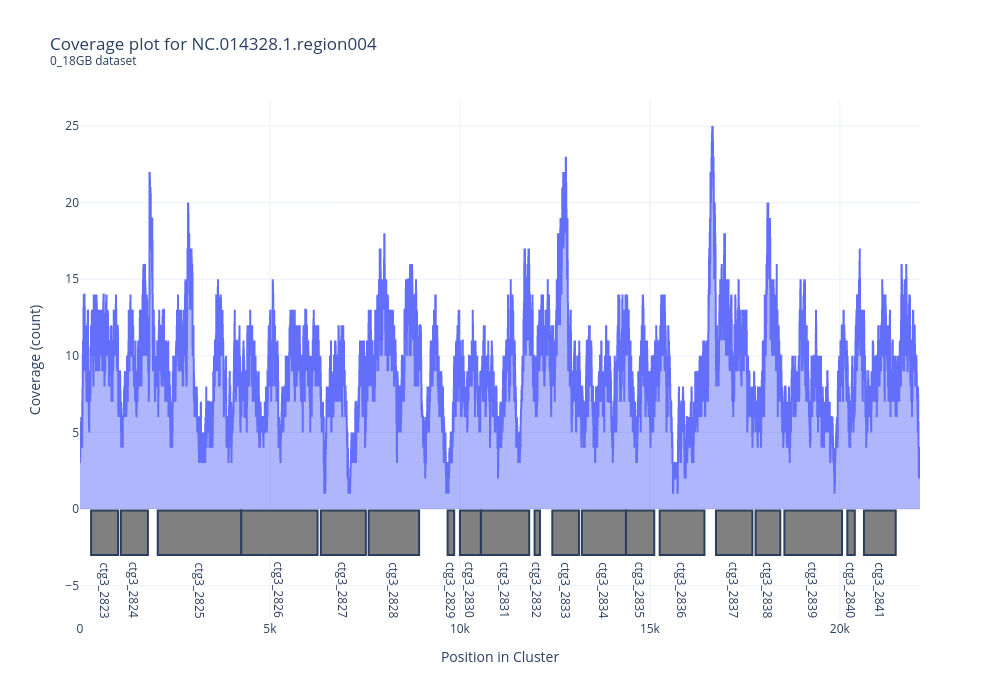 Coverage plot for NC.014328.1.region004
0_18GB dataset
25
20
15
10
5
0
−5
Coverage (count)
ctg3_2823
ctg3_2824
ctg3_2825
ctg3_2826
ctg3_2827
ctg3_2828
ctg3_2829
ctg3_2830
ctg3_2831
ctg3_2832
ctg3_2833
ctg3_2834
ctg3_2835
ctg3_2836
ctg3_2837
ctg3_2838
ctg3_2839
ctg3_2840
ctg3_2841
0 5k 10k 15k 20k
Position in Cluster